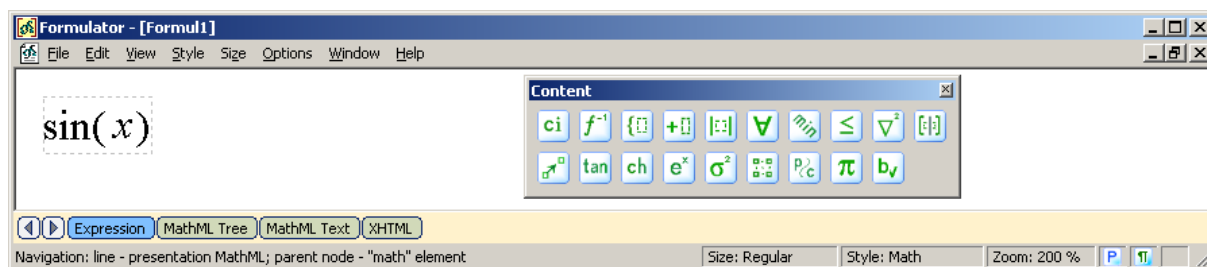 Formulator - [Formul1]
File Edit View Style Size Options Window Help
sin(x)
Content
ci f⁻¹ {▯ +▯ |▯| ∀ ≤ ∇² [▯|▯]
tan ch eˣ σ² P C π b√
Expression MathML Tree MathML Text XHTML
Navigation: line - presentation MathML; parent node - "math" element Size: Regular Style: Math Zoom: 200 % P ¶